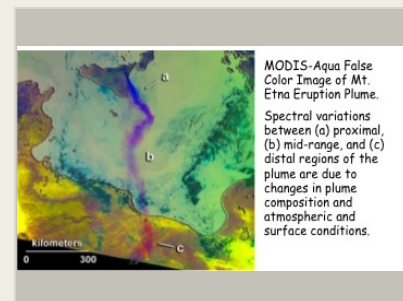 MODIS-Aqua False
Color Image of Mt.
Etna Eruption Plume.
Spectral variations
between (a) proximal,
(b) mid-range, and (c)
distal regions of the
plume are due to
changes in plume
composition and
atmospheric and
surface conditions.
a
b
c
kilometers
0 300